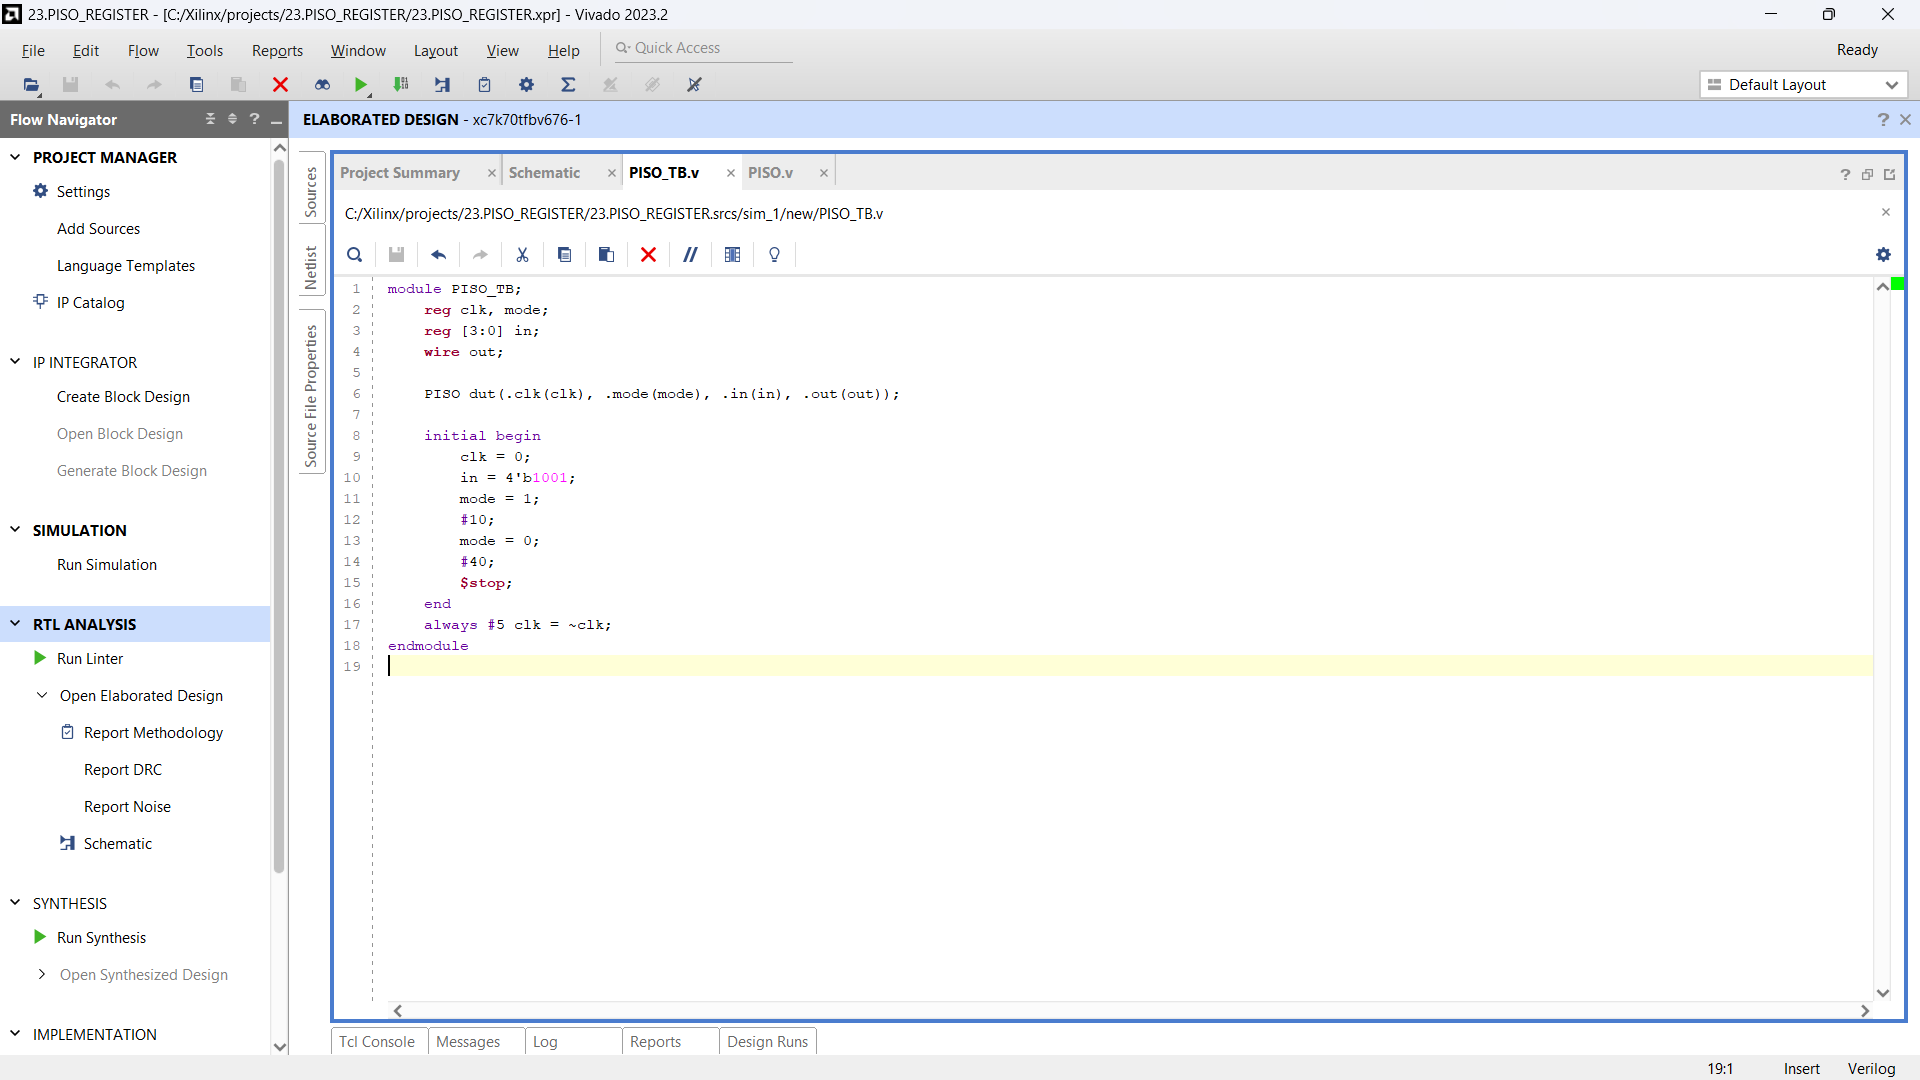 23.PISO_REGISTER - [C:/Xilinx/projects/23.PISO_REGISTER/23.PISO_REGISTER.xpr] - Vivado 2023.2
File Edit Flow Tools Reports Window Layout View Help Quick Access
Ready
Default Layout
Flow Navigator
?
ELABORATED DESIGN - xc7k70tfbv676-1
?
PROJECT MANAGER
Settings
Add Sources
Language Templates
IP Catalog
IP INTEGRATOR
Create Block Design
Open Block Design
Generate Block Design
SIMULATION
Run Simulation
RTL ANALYSIS
Run Linter
Open Elaborated Design
Report Methodology
Report DRC
Report Noise
Schematic
SYNTHESIS
Run Synthesis
Open Synthesized Design
IMPLEMENTATION
Sources
Netlist
Source File Properties
Project Summary Schematic PISO_TB.v PISO.v
?
C:/Xilinx/projects/23.PISO_REGISTER/23.PISO_REGISTER.srcs/sim_1/new/PISO_TB.v
1 module PISO_TB;
2 reg clk, mode;
3 reg [3:0] in;
4 wire out;
5
6 PISO dut(.clk(clk), .mode(mode), .in(in), .out(out));
7
8 initial begin
9 clk = 0;
10 in = 4'b1001;
11 mode = 1;
12 #10;
13 mode = 0;
14 #40;
15 $stop;
16 end
17 always #5 clk = ~clk;
18 endmodule
19
Tcl Console Messages Log Reports Design Runs
19:1 Insert Verilog